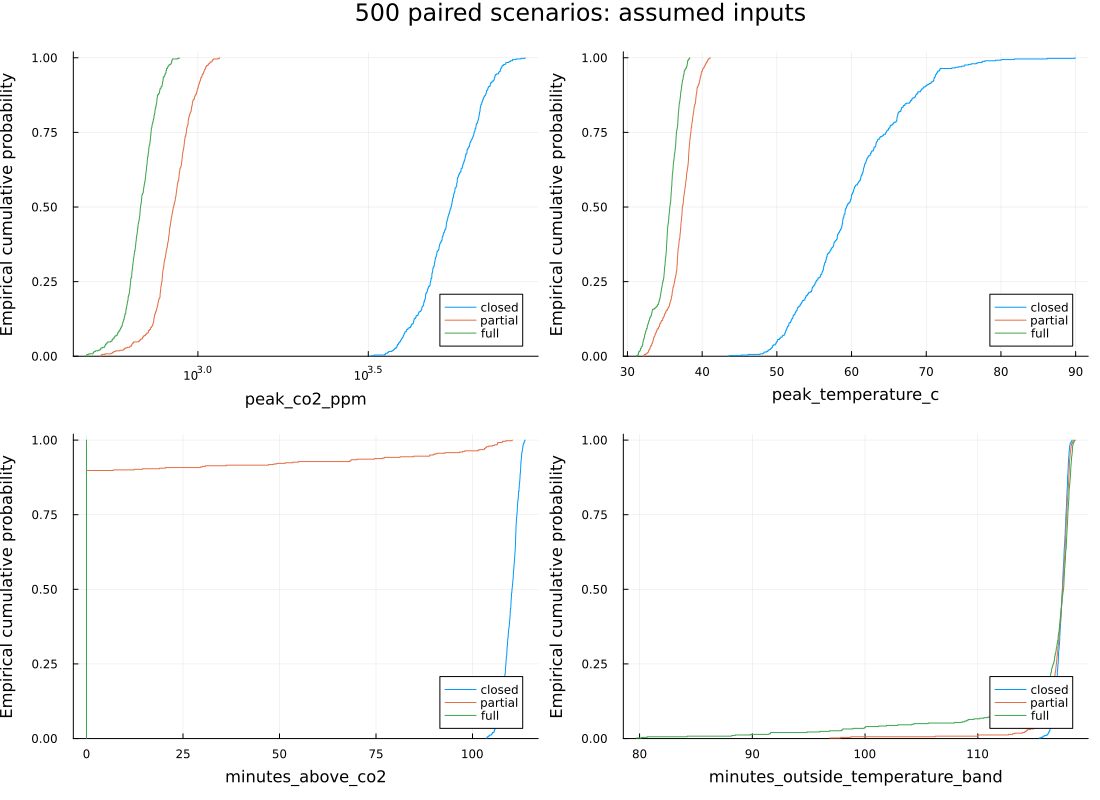 500 paired scenarios: assumed inputs
Empirical cumulative probability
1.00
0.75
0.50
0.25
0.00
10^3.0
10^3.5
peak_co2_ppm
closed
partial
full
Empirical cumulative probability
1.00
0.75
0.50
0.25
0.00
30
40
50
60
70
80
90
peak_temperature_c
closed
partial
full
Empirical cumulative probability
1.00
0.75
0.50
0.25
0.00
0
25
50
75
100
minutes_above_co2
closed
partial
full
Empirical cumulative probability
1.00
0.75
0.50
0.25
0.00
80
90
100
110
minutes_outside_temperature_band
closed
partial
full